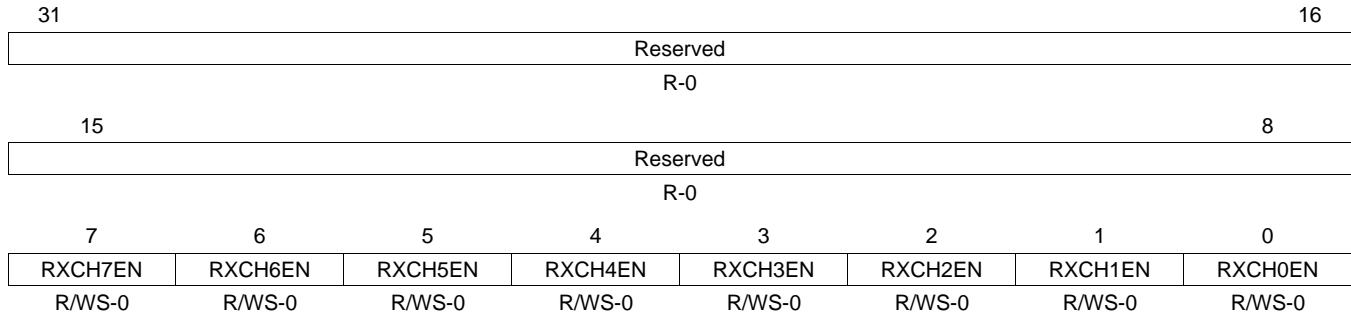 31 16
Reserved
R-0
15 8
Reserved
R-0
7 6 5 4 3 2 1 0
RXCH7EN RXCH6EN RXCH5EN RXCH4EN RXCH3EN RXCH2EN RXCH1EN RXCH0EN
R/WS-0 R/WS-0 R/WS-0 R/WS-0 R/WS-0 R/WS-0 R/WS-0 R/WS-0